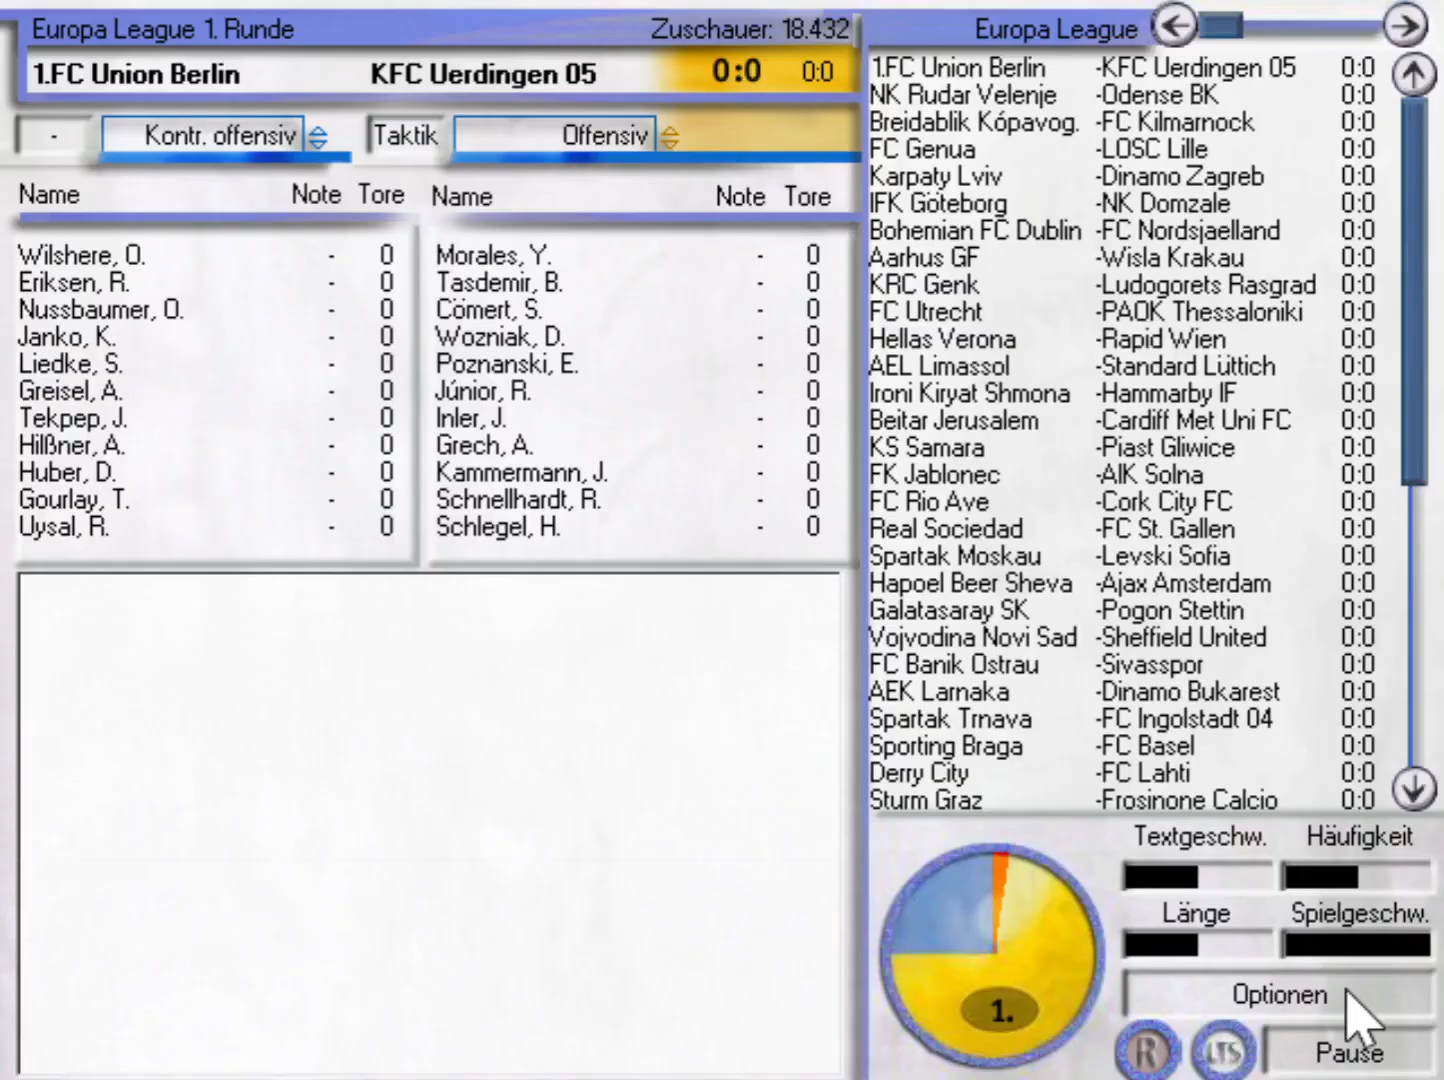 Europa League 1. Runde Zuschauer: 18.432
1.FC Union Berlin KFC Uerdingen 05 0:0 0:0
- Kontr. offensiv Taktik Offensiv
Name Note Tore Name Note Tore
Wilshere, O. - 0 Morales, Y. - 0
Eriksen, R. - 0 Tasdemir, B. - 0
Nussbaumer, O. - 0 Cömert, S. - 0
Janko, K. - 0 Wozniak, D. - 0
Liedke, S. - 0 Poznanski, E. - 0
Greisel, A. - 0 Júnior, R. - 0
Tekpep, J. - 0 Inler, J. - 0
Hilßner, A. - 0 Grech, A. - 0
Huber, D. - 0 Kammermann, J. - 0
Gourlay, T. - 0 Schnellhardt, R. - 0
Uysal, R. - 0 Schlegel, H. - 0
Europa League
1.FC Union Berlin -KFC Uerdingen 05 0:0
NK Rudar Velenje -Odense BK 0:0
Breidablik Kópavog. -FC Kilmarnock 0:0
FC Genua -LOSC Lille 0:0
Karpaty Lviv -Dinamo Zagreb 0:0
IFK Göteborg -NK Domzale 0:0
Bohemian FC Dublin -FC Nordsjaelland 0:0
Aarhus GF -Wisla Krakau 0:0
KRC Genk -Ludogorets Rasgrad 0:0
FC Utrecht -PAOK Thessaloniki 0:0
Hellas Verona -Rapid Wien 0:0
AEL Limassol -Standard Lüttich 0:0
Ironi Kiryat Shmona -Hammarby IF 0:0
Beitar Jerusalem -Cardiff Met Uni FC 0:0
KS Samara -Piast Gliwice 0:0
FK Jablonec -AIK Solna 0:0
FC Rio Ave -Cork City FC 0:0
Real Sociedad -FC St. Gallen 0:0
Spartak Moskau -Levski Sofia 0:0
Hapoel Beer Sheva -Ajax Amsterdam 0:0
Galatasaray SK -Pogon Stettin 0:0
Vojvodina Novi Sad -Sheffield United 0:0
FC Banik Ostrau -Sivasspor 0:0
AEK Larnaka -Dinamo Bukarest 0:0
Spartak Trnava -FC Ingolstadt 04 0:0
Sporting Braga -FC Basel 0:0
Derry City -FC Lahti 0:0
Sturm Graz -Frosinone Calcio 0:0
Textgeschw. Häufigkeit
Länge Spielgeschw.
1.
Optionen
R LTS Pause